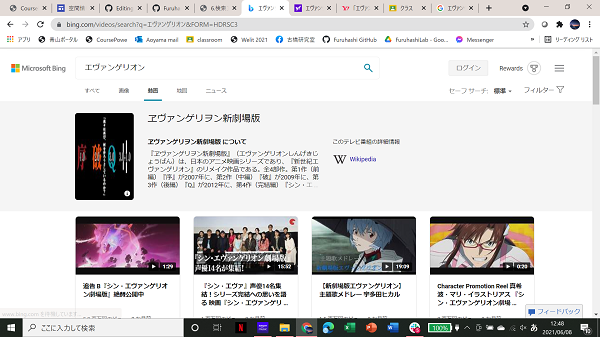 Course
空間情
Editing
Furuha
6.検索
エヴァン
エヴァン
「エヴァ
クラス
エヴァン
bing.com/videos/search?q=エヴァンゲリオン&FORM=HDRSC3
アプリ
青山ポータル
CoursePowe
Aoyama mail
classroom
Welit 2021
古橋研究室
Furuhashi GitHub
FuruhashiLab - Goo...
Messenger
»
リーディング リスト
Microsoft Bing
エヴァンゲリオン
ログイン
Rewards
すべて
画像
動画
地図
ニュース
セーフ サーチ: 標準
フィルター
ヱヴァンゲリヲン新劇場版
ヱヴァンゲリヲン新劇場版 について
『ヱヴァンゲリヲン新劇場版』（エヴァンゲリオンしんげきじ
ょうばん）は、日本のアニメ映画シリーズであり、『新世紀エ
ヴァンゲリオン』のリメイク作品である。全4部作。第1作（前
編）『序』が2007年に、第2作（中編）『破』が2009年に、第
3作（後編）『Q』が2012年に、第4作（完結編）『シン・エ...
このテレビ番組の詳細情報
W Wikipedia
序 破 Q
1:29
『シン・エヴァンゲリオン劇場版』
声優14名が集結!
15:52
主題歌メドレー
19:09
0:20
追告 B『シン・エヴァンゲリオ
ン劇場版』絶賛公開中
『シン・エヴァ』声優14名集
結！シリーズ完結への思いを語
る 映画『シン・エヴァンゲリ ...
【新劇場版エヴァンゲリオン】
主題歌メドレー 宇多田ヒカル
Character Promotion Reel 真希
波・マリ・イラストリアス『シ
ン・エヴァンゲリオン劇場 ...
フィードバック
ここに入力して検索
100%
12:48
2021/06/08